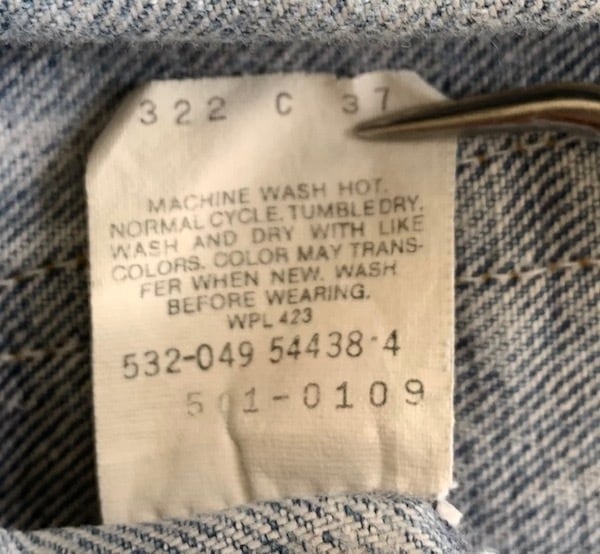 322 C 37
MACHINE WASH HOT.
NORMAL CYCLE. TUMBLE DRY.
WASH AND DRY WITH LIKE
COLORS. COLOR MAY TRANS-
FER WHEN NEW. WASH
BEFORE WEARING.
WPL 423
532-049 54438-4
501-0109